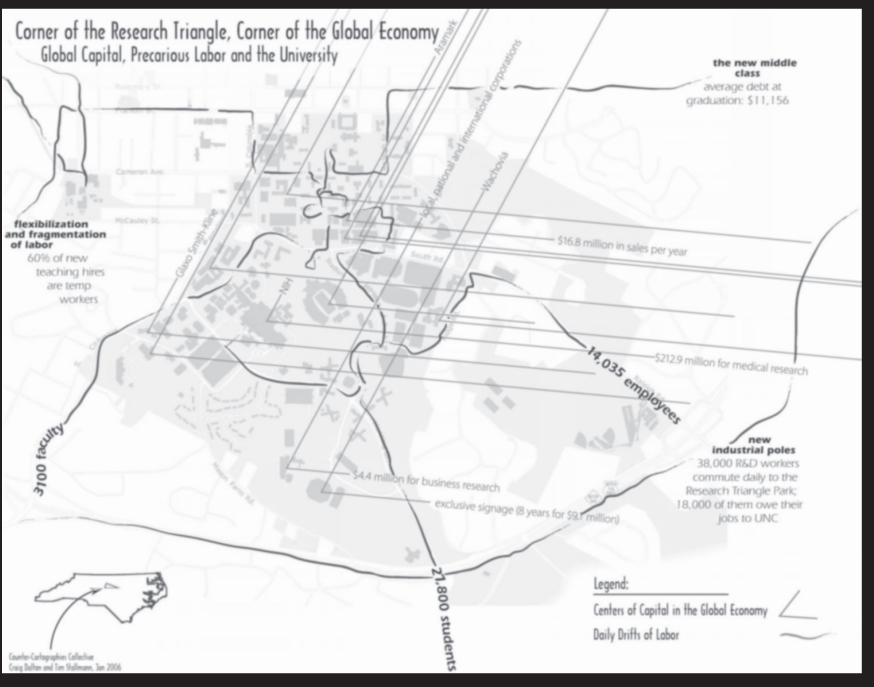 Corner of the Research Triangle, Corner of the Global Economy
Global Capital, Precarious Labor and the University
Aramark
local, national and international corporations
Wachovia
the new middle
class
average debt at
graduation: $11,156
Franklin St.
Cameron Ave.
McCauley St.
flexibilization
and fragmentation
of labor
60% of new
teaching hires
are temp
workers
Glaxo Smith-Kline
NIH
South Rd.
$16.8 million in sales per year
14,035 employees
$212.9 million for medical research
3100 faculty
new
industrial poles
38,000 R&D workers
commute daily to the
Research Triangle Park;
18,000 of them owe their
jobs to UNC
$4.4 million for business research
exclusive signage (8 years for $9.1 million)
21,800 students
Legend:
Centers of Capital in the Global Economy
Daily Drifts of Labor
Counter-Cartographies Collective
Craig Dalton and Tim Stallmann, Jan 2006